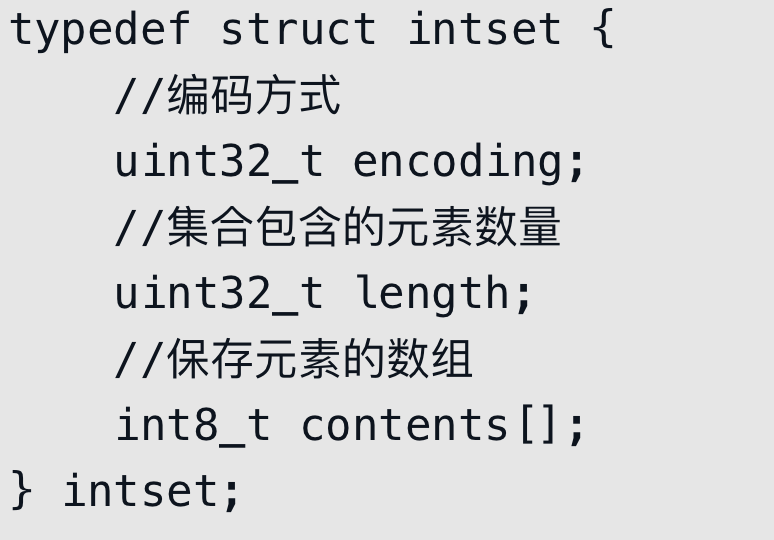 typedef struct intset {
    //编码方式
    uint32_t encoding;
    //集合包含的元素数量
    uint32_t length;
    //保存元素的数组
    int8_t contents[];
} intset;